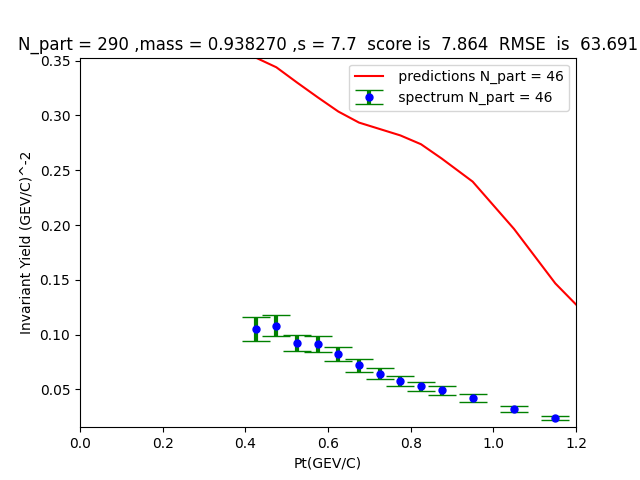 N_part = 290 ,mass = 0.938270 ,s = 7.7  score is  7.864  RMSE  is  63.691
predictions N_part = 46
spectrum N_part = 46
Invariant Yield (GEV/C)^-2
0.35
0.30
0.25
0.20
0.15
0.10
0.05
0.0 0.2 0.4 0.6 0.8 1.0 1.2
Pt(GEV/C)